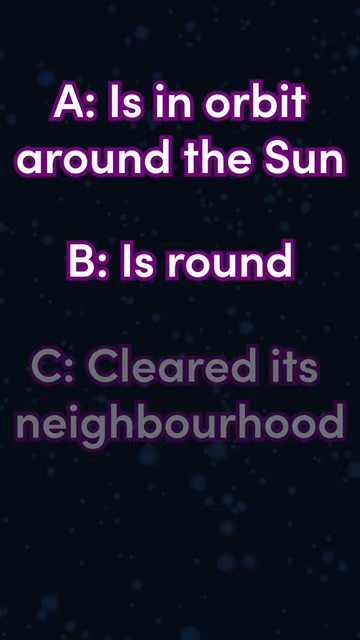 A: Is in orbit
around the Sun
B: Is round
C: Cleared its
neighbourhood